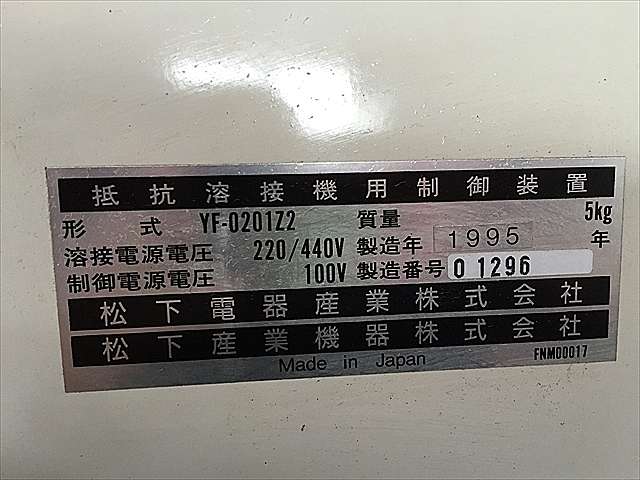 抵抗溶接機用制御装置
形式 YF-0201Z2 質量 5kg
溶接電源電圧 220/440V 製造年 1995 年
制御電源電圧 100V 製造番号 0 1296
松下電器産業株式会社
松下産業機器株式会社
Made in Japan FNM00017